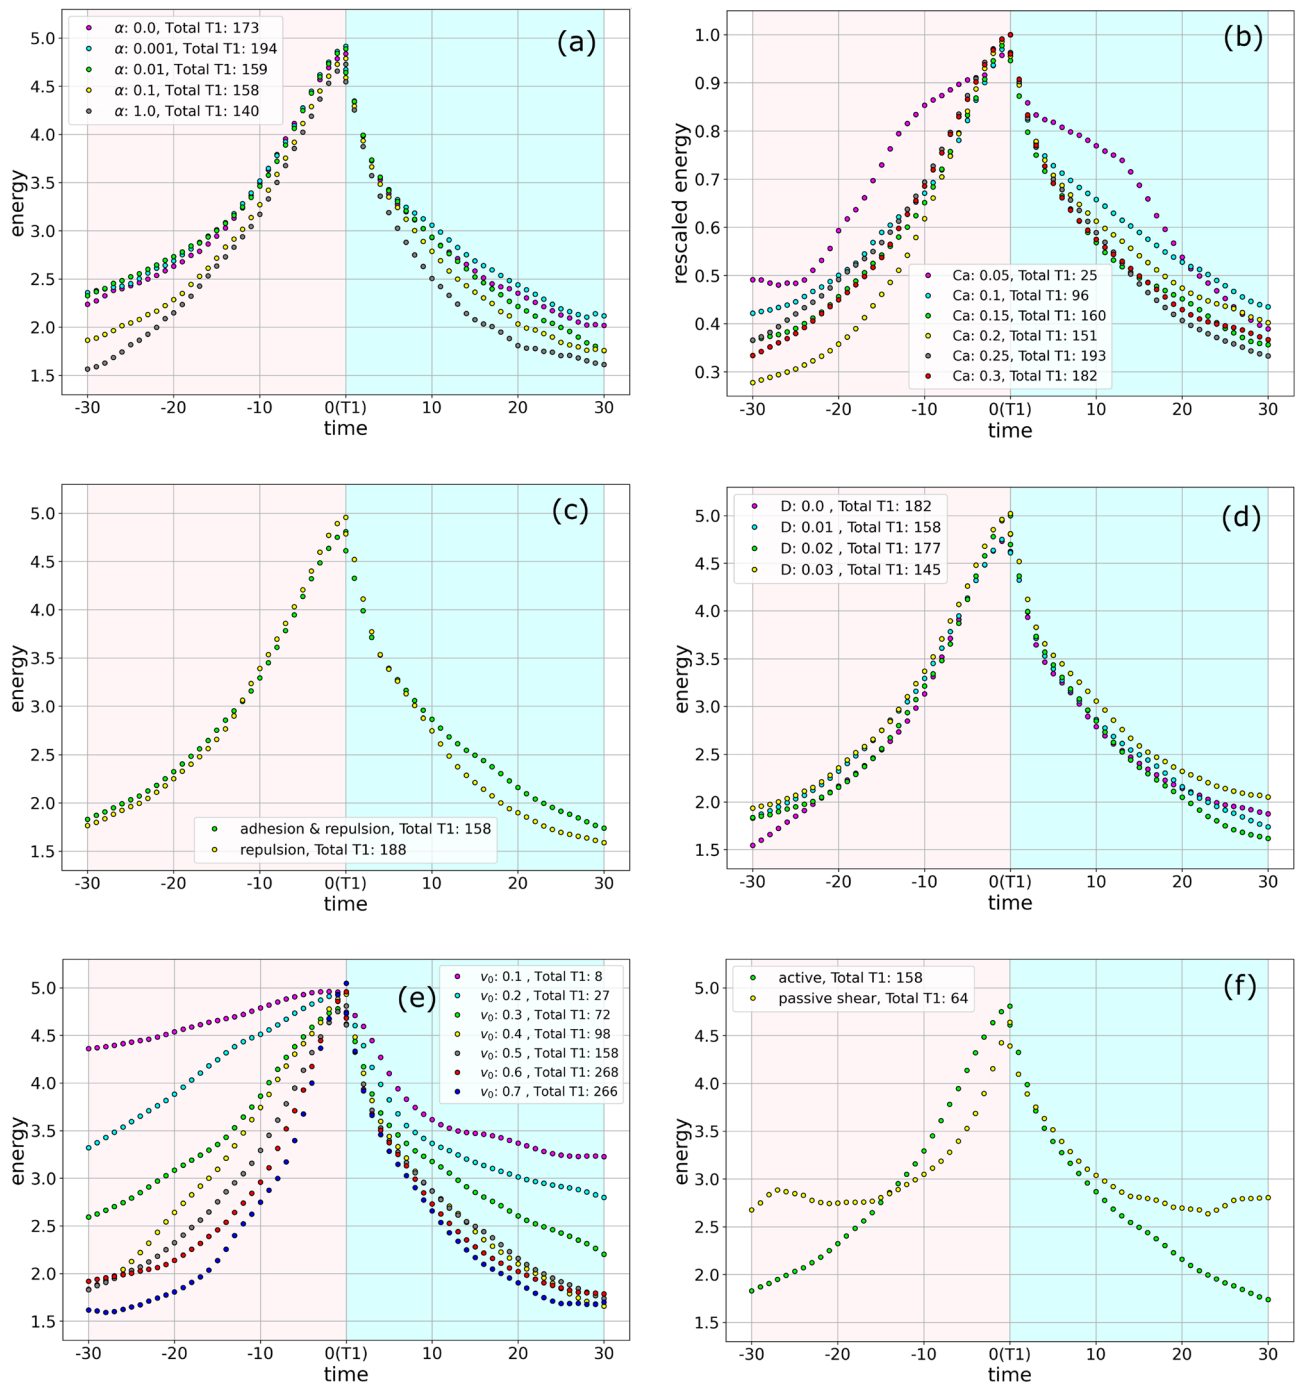 (a)
α: 0.0, Total T1: 173
α: 0.001, Total T1: 194
α: 0.01, Total T1: 159
α: 0.1, Total T1: 158
α: 1.0, Total T1: 140
energy
5.0
4.5
4.0
3.5
3.0
2.5
2.0
1.5
-30 -20 -10 0(T1) 10 20 30
time
(b)
rescaled energy
1.0
0.9
0.8
0.7
0.6
0.5
0.4
0.3
Ca: 0.05, Total T1: 25
Ca: 0.1, Total T1: 96
Ca: 0.15, Total T1: 160
Ca: 0.2, Total T1: 151
Ca: 0.25, Total T1: 193
Ca: 0.3, Total T1: 182
-30 -20 -10 0(T1) 10 20 30
time
(c)
energy
5.0
4.5
4.0
3.5
3.0
2.5
2.0
1.5
adhesion & repulsion, Total T1: 158
repulsion, Total T1: 188
-30 -20 -10 0(T1) 10 20 30
time
(d)
D: 0.0 , Total T1: 182
D: 0.01 , Total T1: 158
D: 0.02 , Total T1: 177
D: 0.03 , Total T1: 145
energy
5.0
4.5
4.0
3.5
3.0
2.5
2.0
1.5
-30 -20 -10 0(T1) 10 20 30
time
(e)
v₀: 0.1 , Total T1: 8
v₀: 0.2 , Total T1: 27
v₀: 0.3 , Total T1: 72
v₀: 0.4 , Total T1: 98
v₀: 0.5 , Total T1: 158
v₀: 0.6 , Total T1: 268
v₀: 0.7 , Total T1: 266
energy
5.0
4.5
4.0
3.5
3.0
2.5
2.0
1.5
-30 -20 -10 0(T1) 10 20 30
time
(f)
active, Total T1: 158
passive shear, Total T1: 64
energy
5.0
4.5
4.0
3.5
3.0
2.5
2.0
1.5
-30 -20 -10 0(T1) 10 20 30
time